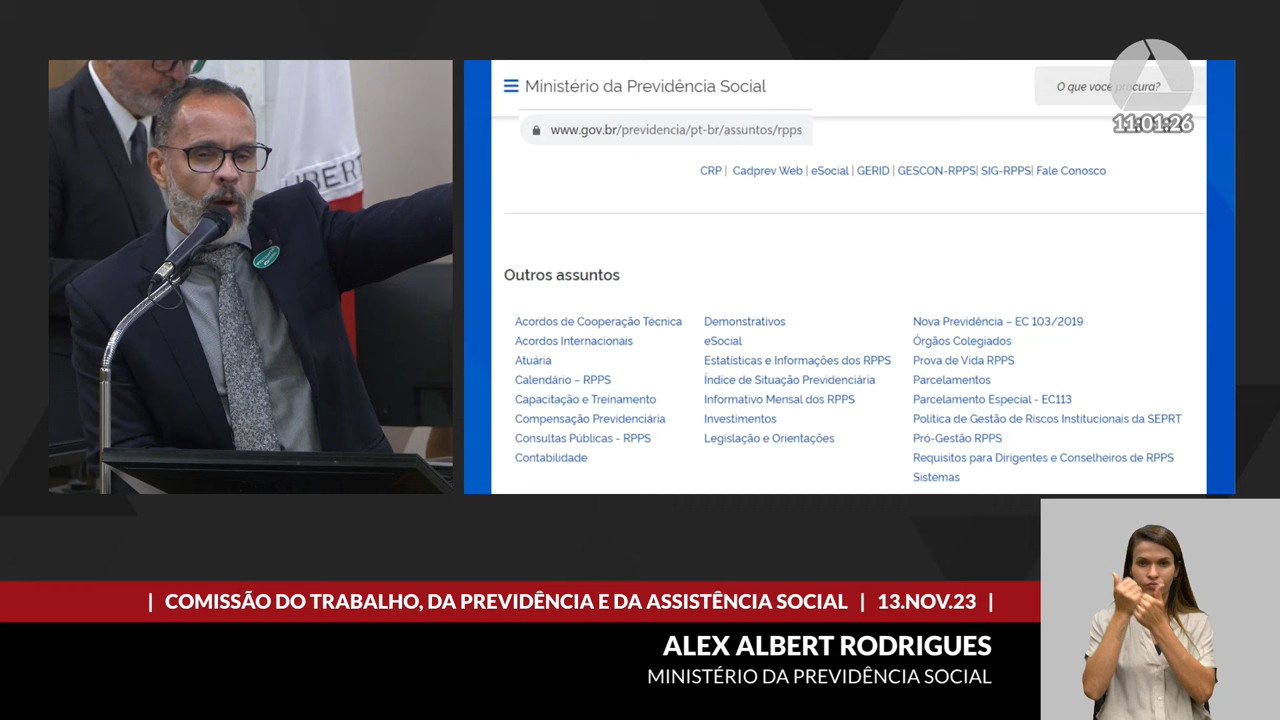 UBERT
Ministério da Previdência Social
O que você procura?
11:01:26
www.gov.br/previdencia/pt-br/assuntos/rpps
CRP | Cadprev Web | eSocial | GERID | GESCON-RPPS| SIG-RPPS| Fale Conosco
Outros assuntos
Acordos de Cooperação Técnica
Acordos Internacionais
Atuária
Calendário – RPPS
Capacitação e Treinamento
Compensação Previdenciária
Consultas Públicas - RPPS
Contabilidade
Demonstrativos
eSocial
Estatísticas e Informações dos RPPS
Índice de Situação Previdenciária
Informativo Mensal dos RPPS
Investimentos
Legislação e Orientações
Nova Previdência – EC 103/2019
Órgãos Colegiados
Prova de Vida RPPS
Parcelamentos
Parcelamento Especial - EC113
Política de Gestão de Riscos Institucionais da SEPRT
Pró-Gestão RPPS
Requisitos para Dirigentes e Conselheiros de RPPS
Sistemas
| COMISSÃO DO TRABALHO, DA PREVIDÊNCIA E DA ASSISTÊNCIA SOCIAL | 13.NOV.23 |
ALEX ALBERT RODRIGUES
MINISTÉRIO DA PREVIDÊNCIA SOCIAL